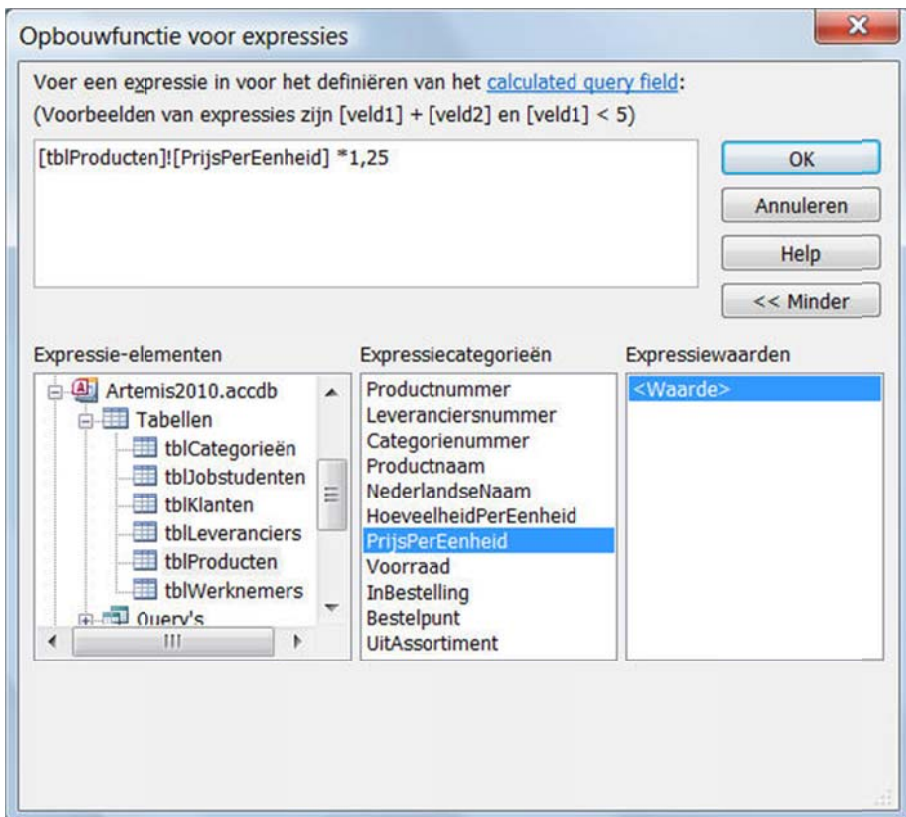 Opbouwfunctie voor expressies
Voer een expressie in voor het definiëren van het calculated query field:
(Voorbeelden van expressies zijn [veld1] + [veld2] en [veld1] < 5)
[tblProducten]![PrijsPerEenheid] *1,25
OK
Annuleren
Help
<< Minder
Expressie-elementen
Artemis2010.accdb
Tabellen
tblCategorieën
tblJobstudenten
tblKlanten
tblLeveranciers
tblProducten
tblWerknemers
Query's
Expressiecategorieën
Productnummer
Leveranciersnummer
Categorienummer
Productnaam
NederlandseNaam
HoeveelheidPerEenheid
PrijsPerEenheid
Voorraad
InBestelling
Bestelpunt
UitAssortiment
Expressiewaarden
<Waarde>